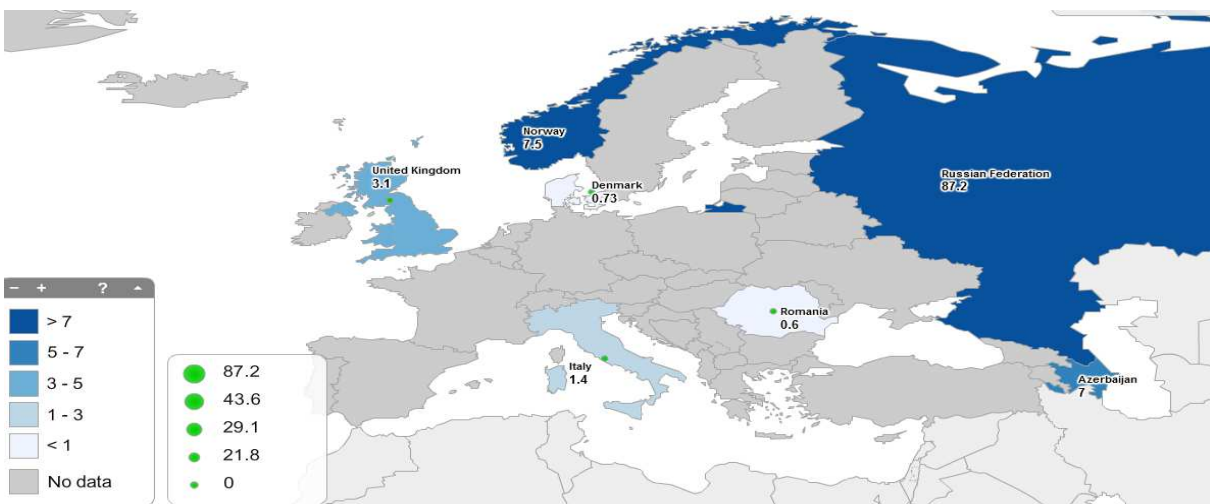 Norway
7.5
United Kingdom
3.1
Denmark
0.73
Russian Federation
87.2
Romania
0.6
Italy
1.4
Azerbaijan
7
− + ?
> 7
5 - 7
3 - 5
1 - 3
< 1
No data
87.2
43.6
29.1
21.8
0